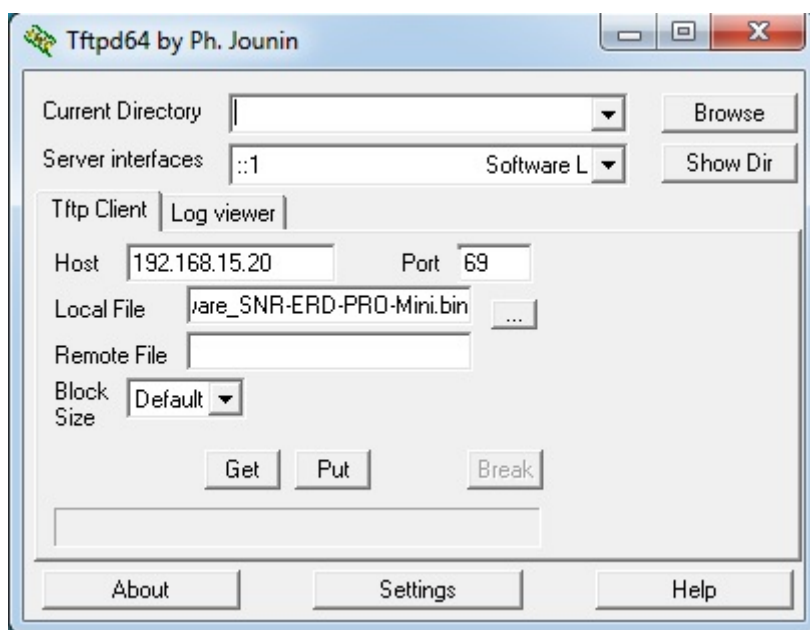 Tftpd64 by Ph. Jounin
Current Directory
Browse
Server interfaces ::1 Software L
Show Dir
Tftp Client Log viewer
Host 192.168.15.20 Port 69
Local File vare_SNR-ERD-PRO-Mini.bin ...
Remote File
Block Size Default
Get Put Break
About Settings Help